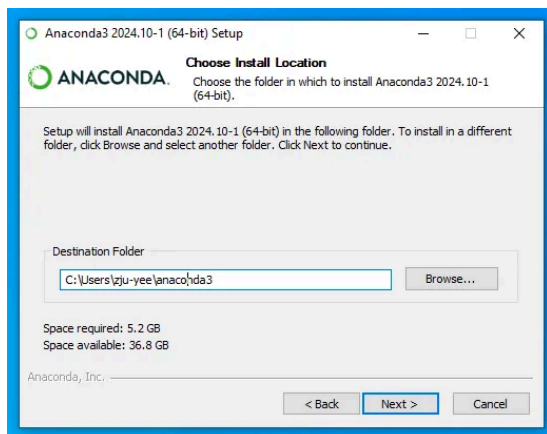 Anaconda3 2024.10-1 (64-bit) Setup
ANACONDA.
Choose Install Location
Choose the folder in which to install Anaconda3 2024.10-1
(64-bit).
Setup will install Anaconda3 2024.10-1 (64-bit) in the following folder. To install in a different
folder, click Browse and select another folder. Click Next to continue.
Destination Folder
C:\Users\zju-yee\anaconda3
Browse...
Space required: 5.2 GB
Space available: 36.8 GB
Anaconda, Inc.
< Back
Next >
Cancel